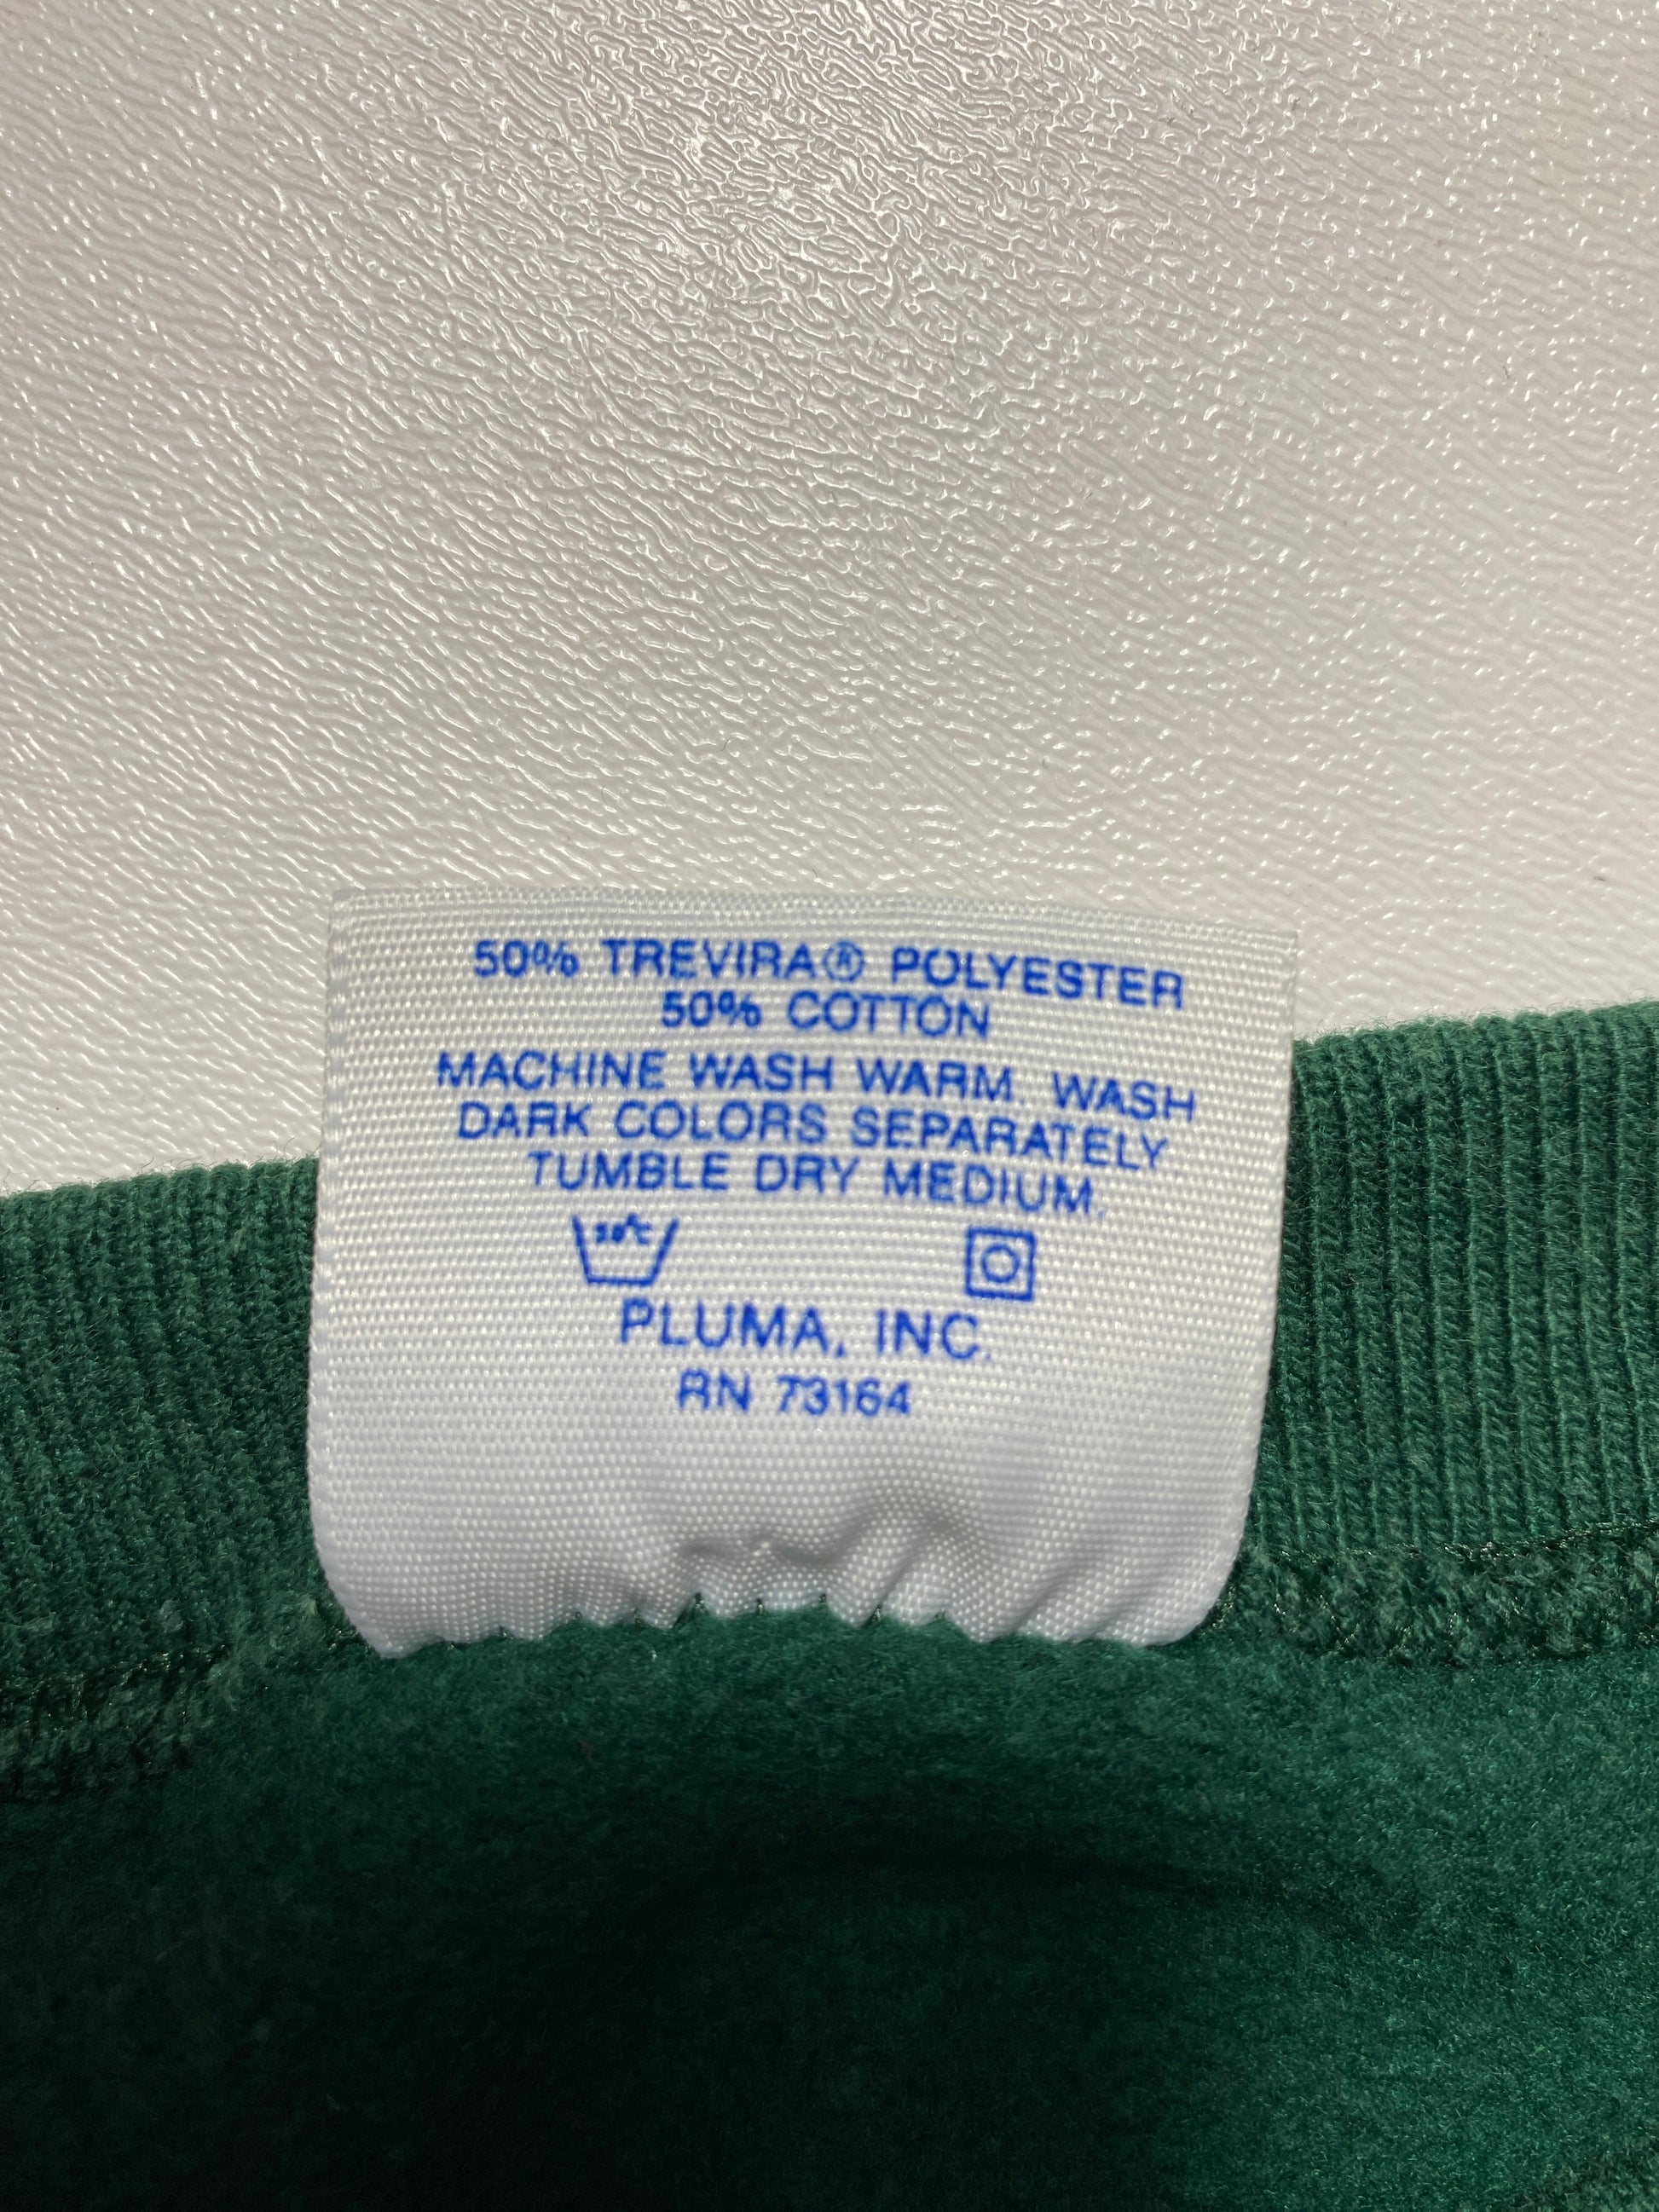 50% TREVIRA® POLYESTER
50% COTTON
MACHINE WASH WARM. WASH
DARK COLORS SEPARATELY.
TUMBLE DRY MEDIUM.
PLUMA, INC.
RN 73164